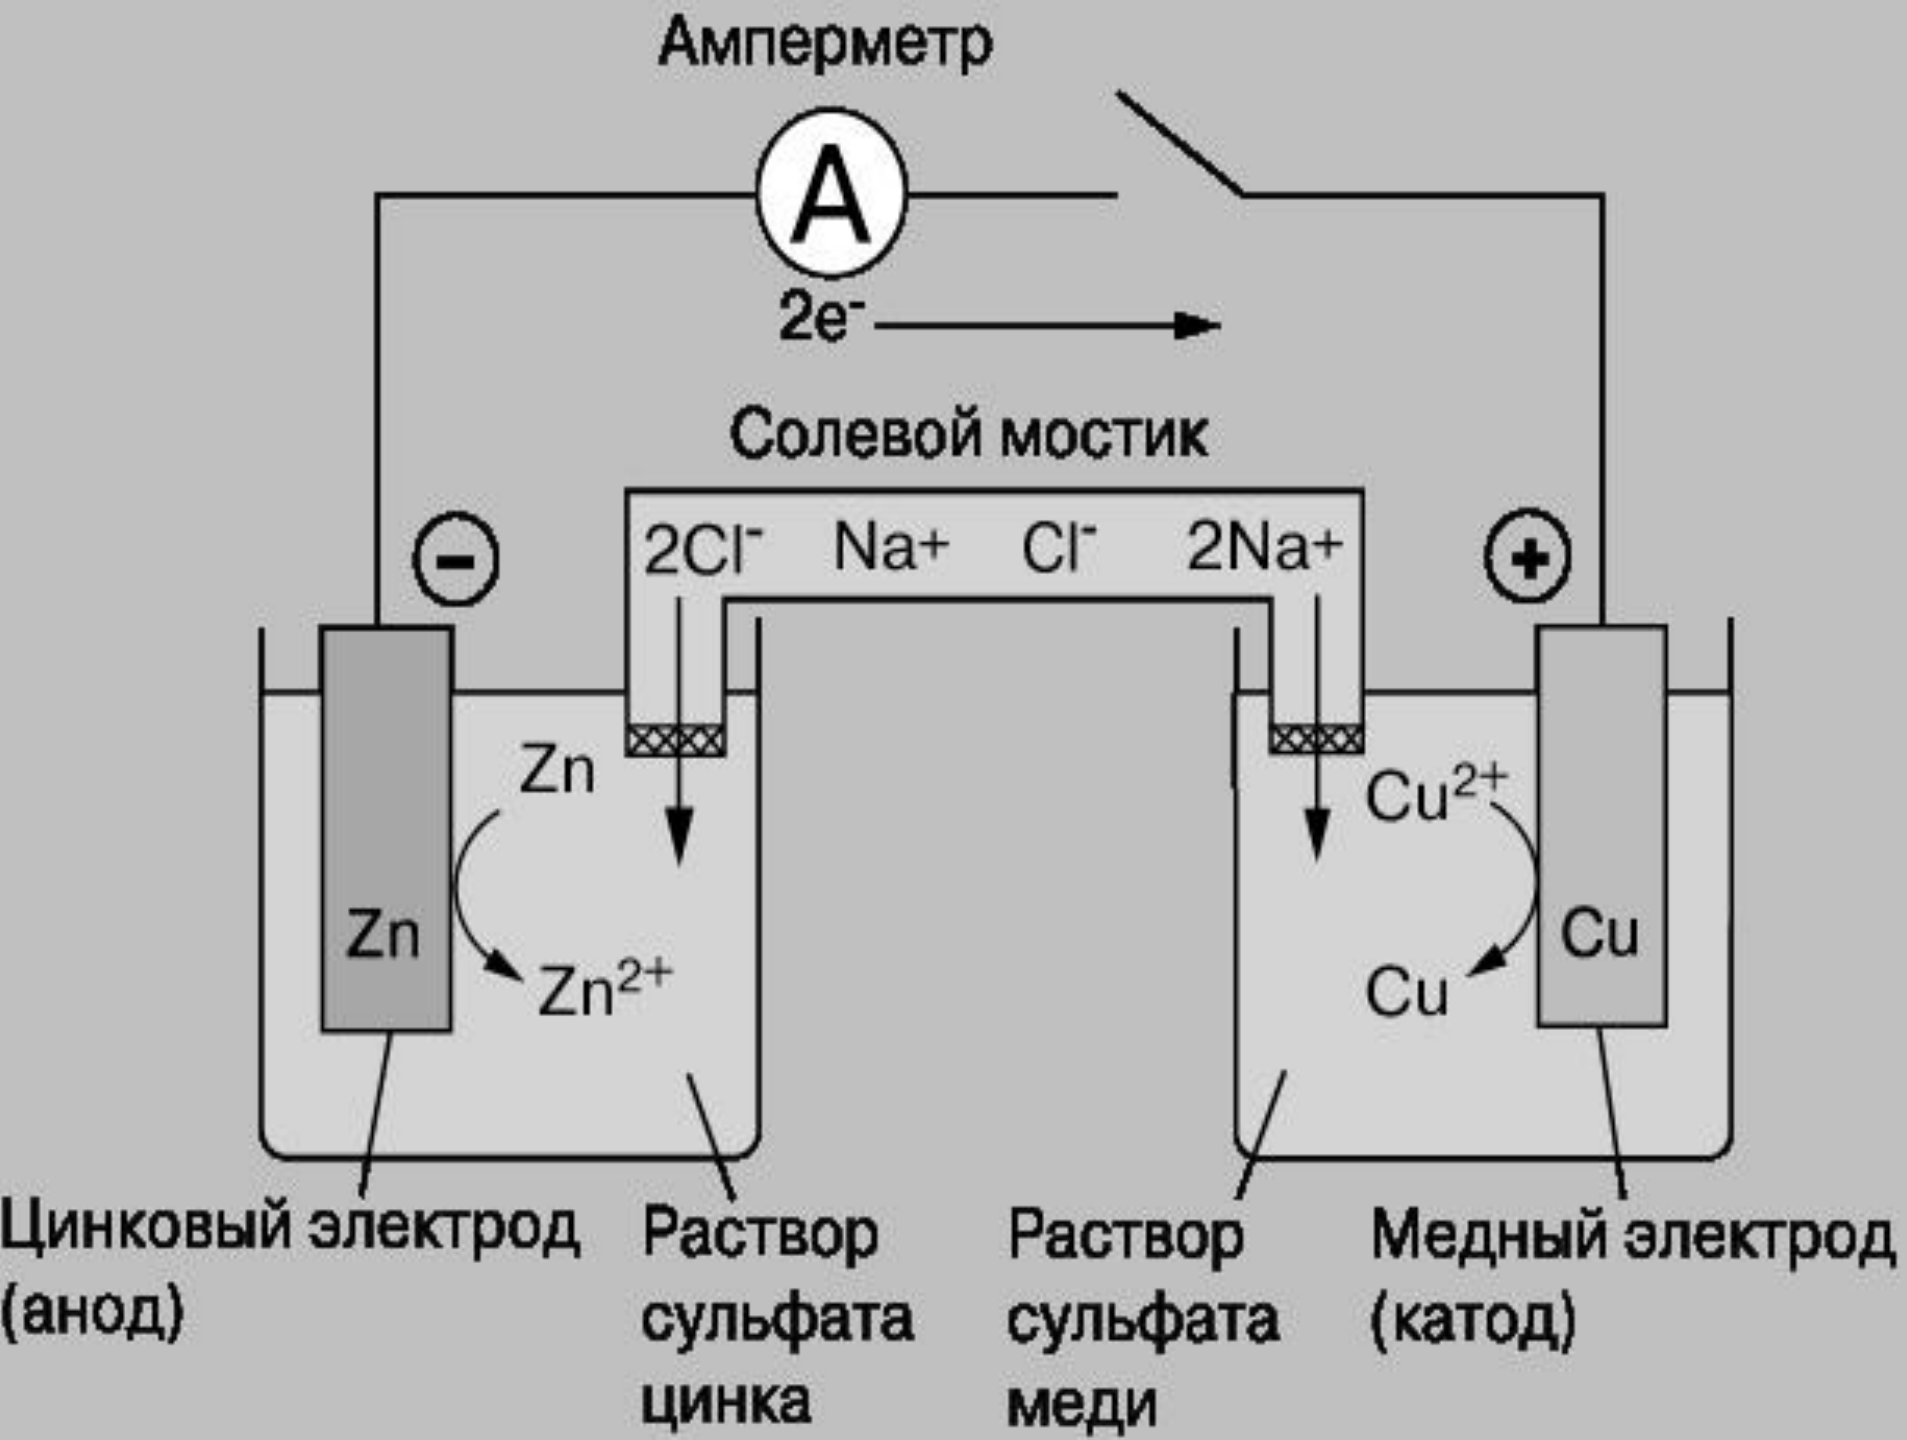 Амперметр
A
2e⁻
Солевой мостик
2Cl⁻ Na+ Cl⁻ 2Na+
- +
Zn Cu²⁺
Zn Cu
Zn²⁺ Cu
Цинковый электрод
(анод)
Раствор
сульфата
цинка
Раствор
сульфата
меди
Медный электрод
(катод)